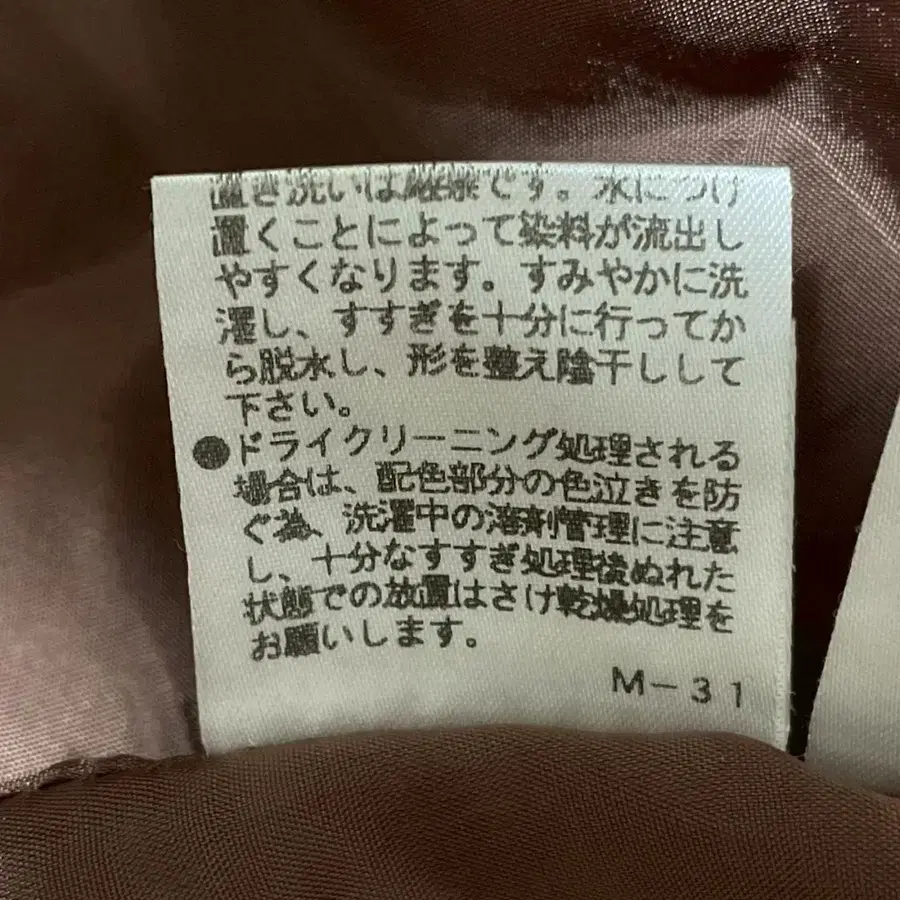 置き洗いは厳禁です。水につけ
置くことによって染料が流出し
やすくなります。すみやかに洗
濯し、すすぎを十分に行ってか
ら脱水し、形を整え陰干しして
下さい。
●ドライクリーニング処理される
場合は、配色部分の色泣きを防
ぐ為、洗濯中の溶剤管理に注意
し、十分なすすぎ処理後ぬれた
状態での放置はさけ乾燥処理を
お願いします。
M-31